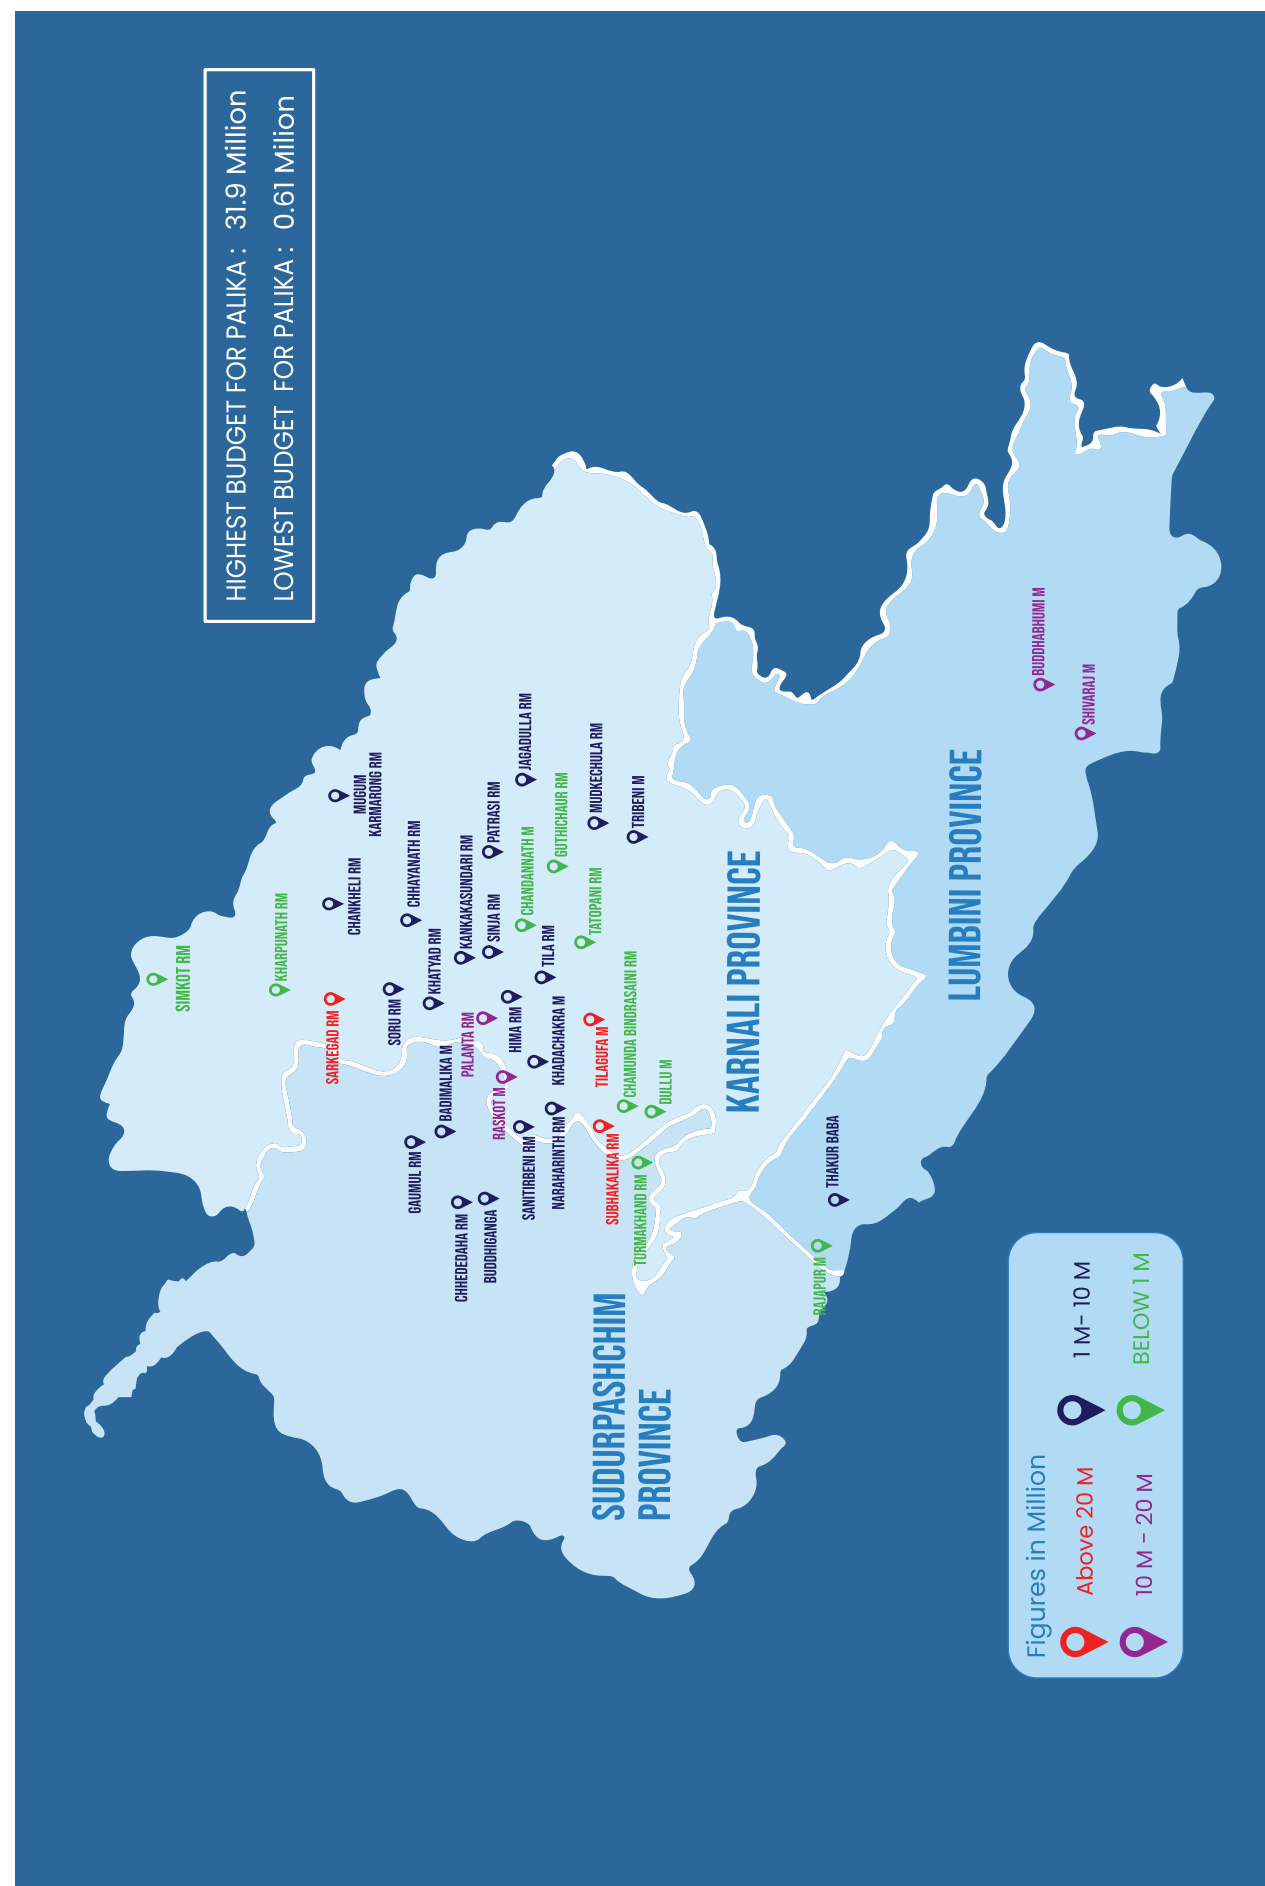 HIGHEST BUDGET FOR PALIKA : 31.9 Million
LOWEST BUDGET FOR PALIKA : 0.61 Milion
SIMKOT RM
KHARPUNATH RM
SARKEGAD RM
CHANKHELI RM
MUGUM
KARMARONG RM
SORU RM
CHHAYANATH RM
KHATYAD RM
GAUMUL RM
BADIMALIKA M
KANKAKASUNDARI RM
PALANTA RM
CHHEDEDAHA RM
BUDDHIGANGA
SINJA RM
PATRASI RM
RASKOT M
HIMA RM
JAGADULLA RM
CHANDANNATH M
SANITIRBENI RM
TILA RM
KHADACHAKRA M
NARAHARINTH RM
GUTHICHAUR RM
TATOPANI RM
MUDKECHULA RM
TILAGUFA M
SUBHAKALIKA RM
CHAMUNDA BINDRASAINI RM
TRIBENI M
TURMAKHAND RM
DULLU M
SUDURPASHCHIM
PROVINCE
KARNALI PROVINCE
RAJAPUR M
THAKUR BABA
LUMBINI PROVINCE
BUDDHABHUMI M
SHIVARAJ M
Figures in Million
Above 20 M
1 M- 10 M
10 M - 20 M
BELOW 1 M